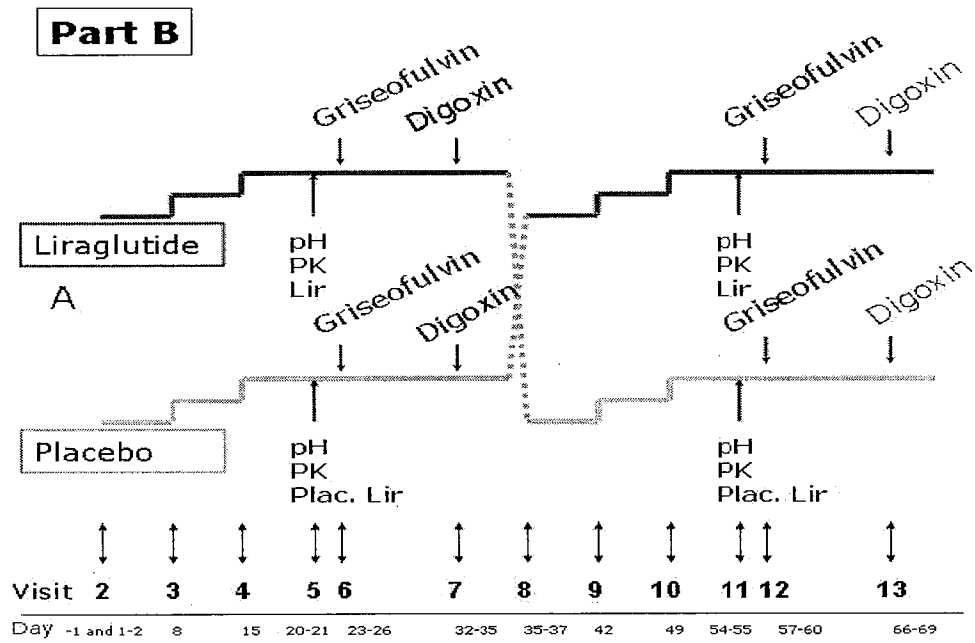 Part B
Griseofulvin
Digoxin
Griseofulvin
Digoxin
Liraglutide
A
pH
PK
Lir
pH
PK
Lir
Griseofulvin
Digoxin
Griseofulvin
Digoxin
Placebo
pH
PK
Plac. Lir
pH
PK
Plac. Lir
Visit 2 3 4 5 6 7 8 9 10 11 12 13
Day -1 and 1-2 8 15 20-21 23-26 32-35 35-37 42 49 54-55 57-60 66-69